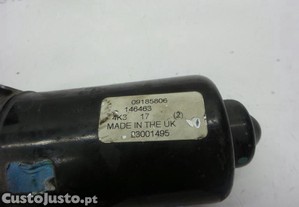 09185806
146463
4K3 17 (2)
MADE IN THE UK
03001495
CustoJusto.pt